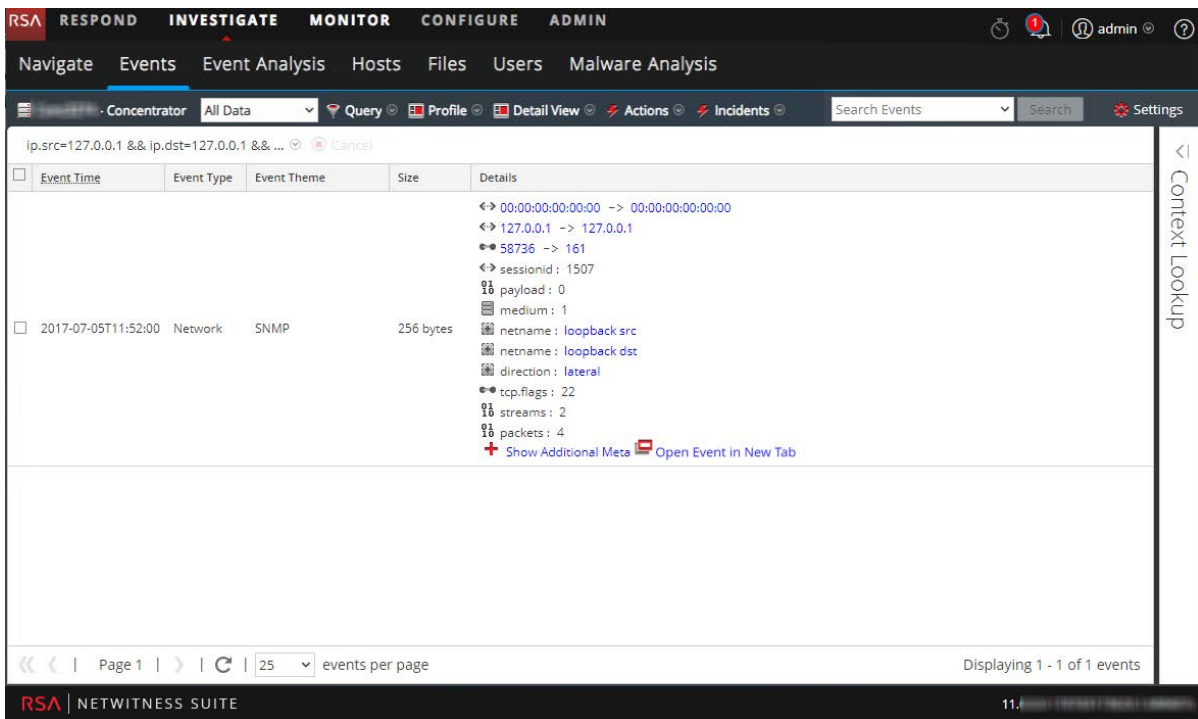 RSA RESPOND INVESTIGATE MONITOR CONFIGURE ADMIN 1 admin ?
Navigate Events Event Analysis Hosts Files Users Malware Analysis
- Concentrator All Data Query Profile Detail View Actions Incidents Search Events Search Settings
ip.src=127.0.0.1 && ip.dst=127.0.0.1 && ... Cancel
Event Time Event Type Event Theme Size Details
00:00:00:00:00:00 -> 00:00:00:00:00:00
127.0.0.1 -> 127.0.0.1
58736 -> 161
sessionid : 1507
payload : 0
medium : 1
2017-07-05T11:52:00 Network SNMP 256 bytes netname : loopback src
netname : loopback dst
direction : lateral
tcp.flags : 22
streams : 2
packets : 4
Show Additional Meta Open Event in New Tab
Context Lookup
Page 1 | 25 events per page Displaying 1 - 1 of 1 events
RSA | NETWITNESS SUITE 11.